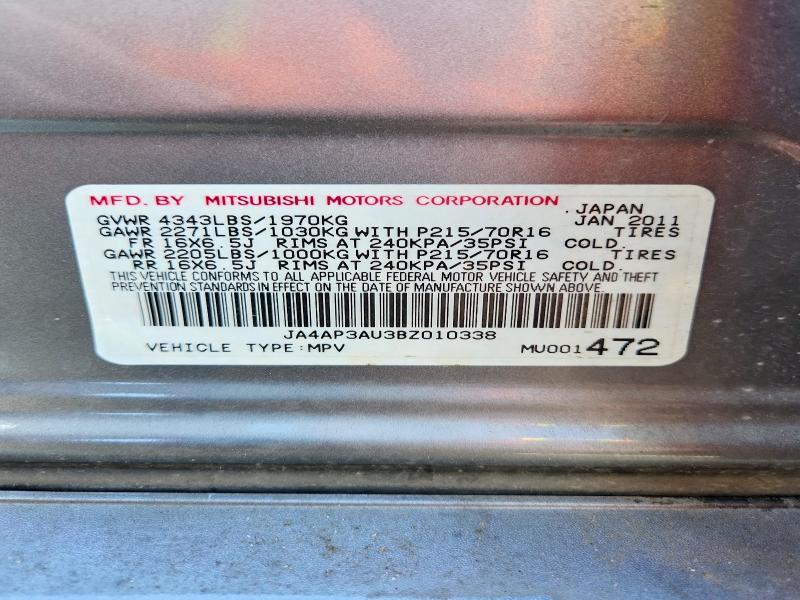 MFD. BY MITSUBISHI MOTORS CORPORATION . JAPAN
GVWR 4343LBS/1970KG JAN 2011
GAWR 2271LBS/1030KG WITH P215/70R16 TIRES
FR 16X6.5J RIMS AT 240KPA/35PSI COLD.
GAWR 2205LBS/1000KG WITH P215/70R16 TIRES
RR 16X6.5J RIMS AT 240KPA/35PSI COLD.
THIS VEHICLE CONFORMS TO ALL APPLICABLE FEDERAL MOTOR VEHICLE SAFETY AND THEFT
PREVENTION STANDARDS IN EFFECT ON THE DATE OF MANUFACTURE SHOWN ABOVE.
JA4AP3AU3BZ010338
VEHICLE TYPE:MPV MU001472